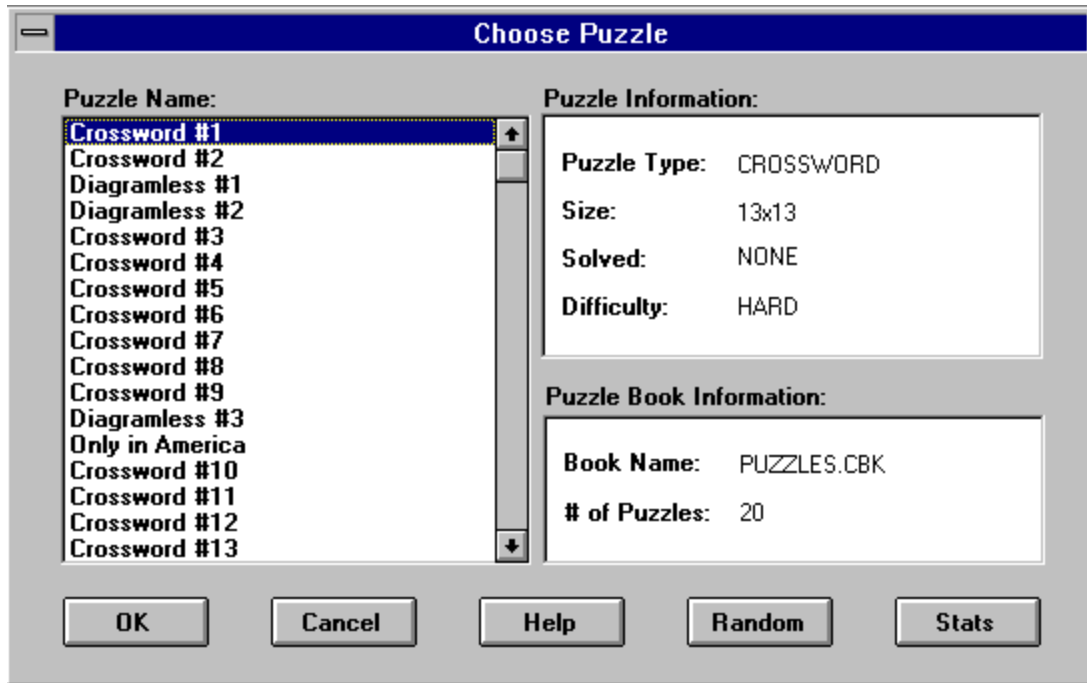 Choose Puzzle
Puzzle Name:
Crossword #1
Crossword #2
Diagramless #1
Diagramless #2
Crossword #3
Crossword #4
Crossword #5
Crossword #6
Crossword #7
Crossword #8
Crossword #9
Diagramless #3
Only in America
Crossword #10
Crossword #11
Crossword #12
Crossword #13
Puzzle Information:
Puzzle Type: CROSSWORD
Size: 13x13
Solved: NONE
Difficulty: HARD
Puzzle Book Information:
Book Name: PUZZLES.CBK
# of Puzzles: 20
OK Cancel Help Random Stats